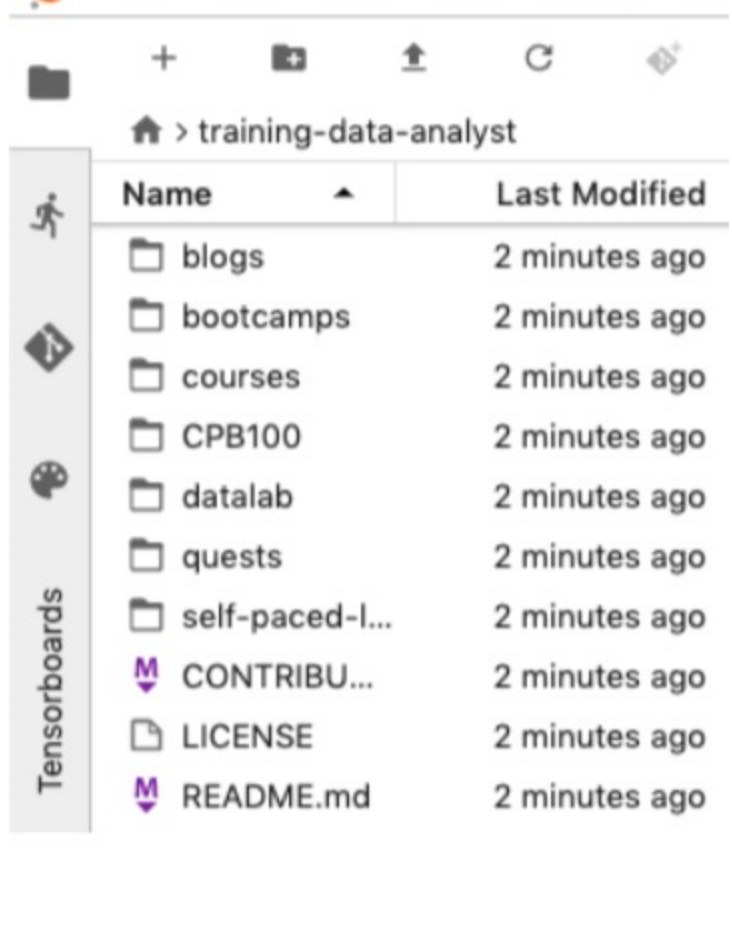 > training-data-analyst
Name Last Modified
blogs 2 minutes ago
bootcamps 2 minutes ago
courses 2 minutes ago
CPB100 2 minutes ago
datalab 2 minutes ago
quests 2 minutes ago
self-paced-l... 2 minutes ago
CONTRIBU... 2 minutes ago
LICENSE 2 minutes ago
README.md 2 minutes ago
Tensorboards